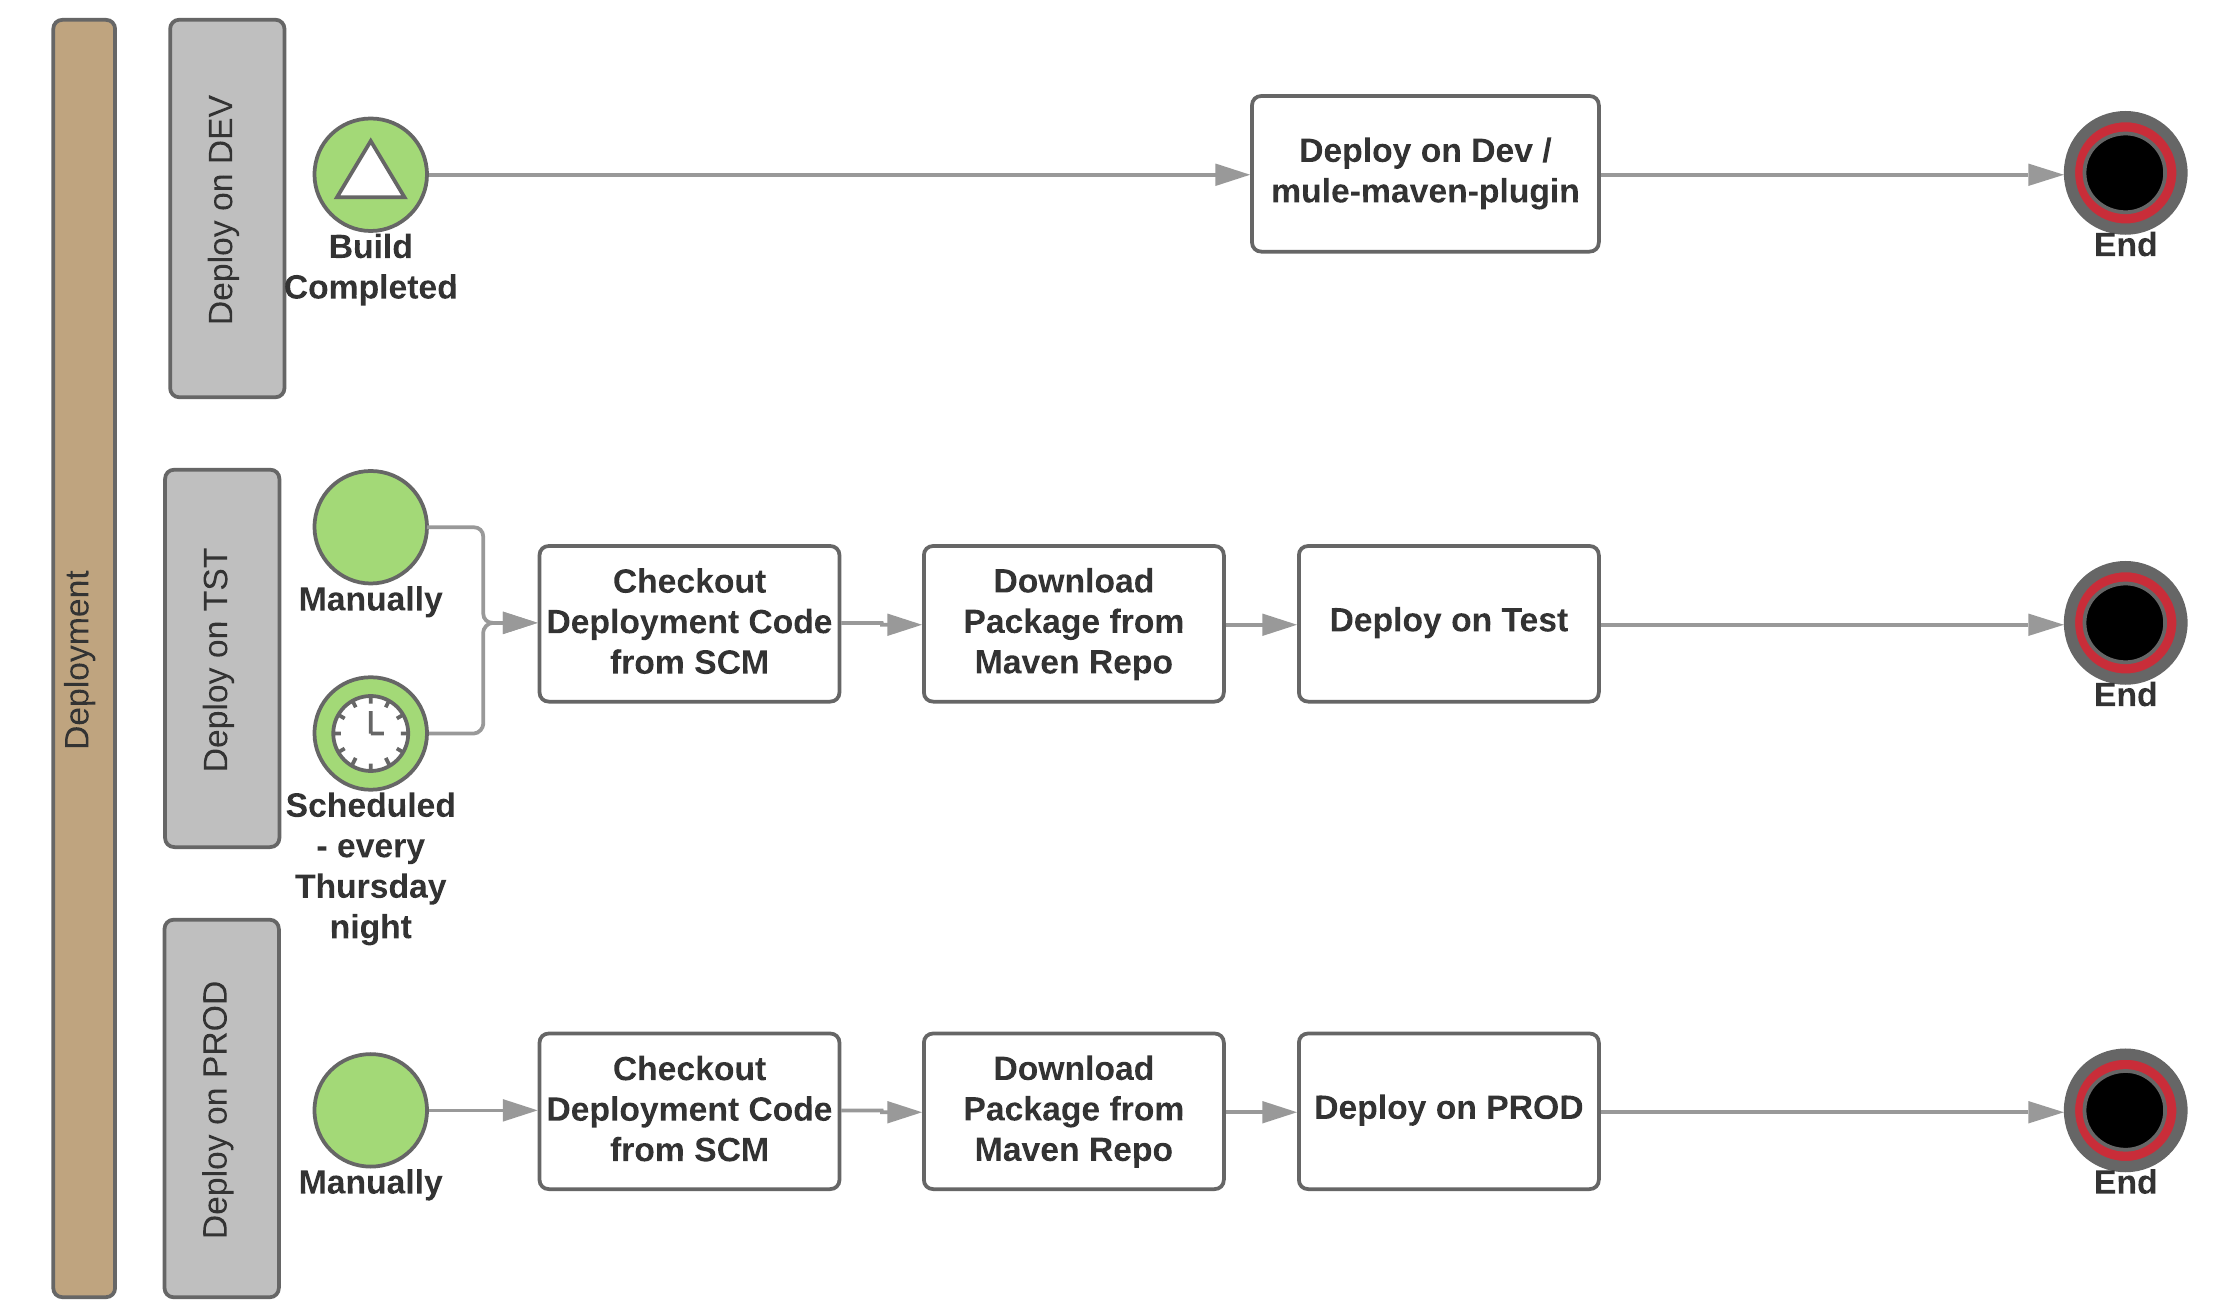 Deployment
Deploy on DEV
Build
Completed
Deploy on Dev /
mule-maven-plugin
End
Deploy on TST
Manually
Scheduled
- every
Thursday
night
Checkout
Deployment Code
from SCM
Download
Package from
Maven Repo
Deploy on Test
End
Deploy on PROD
Manually
Checkout
Deployment Code
from SCM
Download
Package from
Maven Repo
Deploy on PROD
End